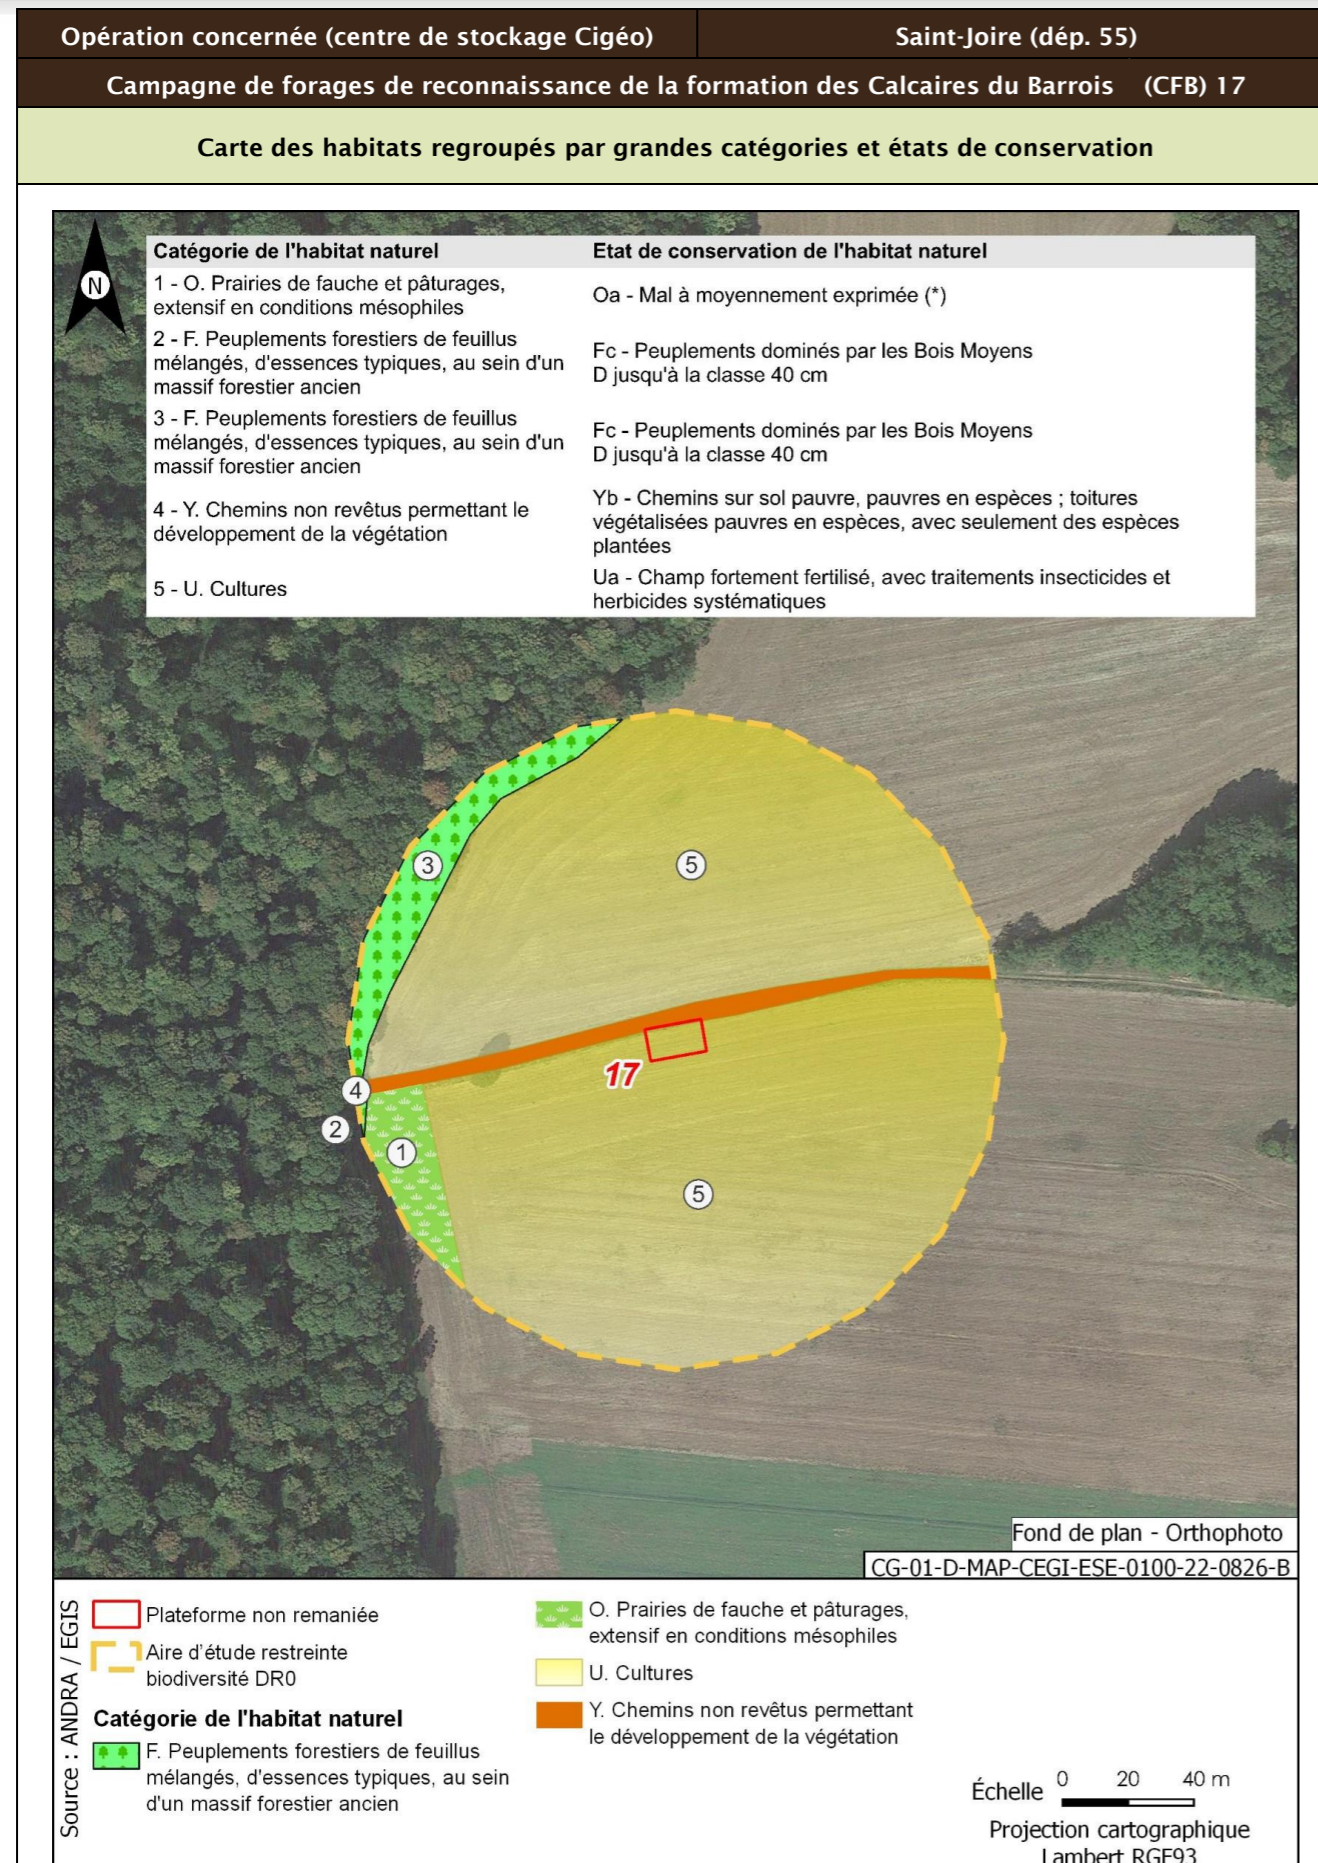 Opération concernée (centre de stockage Cigéo)
Saint-Joire (dép. 55)
Campagne de forages de reconnaissance de la formation des Calcaires du Barrois (CFB) 17
Carte des habitats regroupés par grandes catégories et états de conservation
N
Catégorie de l'habitat naturel
Etat de conservation de l'habitat naturel
1 - O. Prairies de fauche et pâturages,
extensif en conditions mésophiles
Oa - Mal à moyennement exprimée (*)
2 - F. Peuplements forestiers de feuillus
mélangés, d'essences typiques, au sein d'un
massif forestier ancien
Fc - Peuplements dominés par les Bois Moyens
D jusqu'à la classe 40 cm
3 - F. Peuplements forestiers de feuillus
mélangés, d'essences typiques, au sein d'un
massif forestier ancien
Fc - Peuplements dominés par les Bois Moyens
D jusqu'à la classe 40 cm
4 - Y. Chemins non revêtus permettant le
développement de la végétation
Yb - Chemins sur sol pauvre, pauvres en espèces ; toitures
végétalisées pauvres en espèces, avec seulement des espèces
plantées
5 - U. Cultures
Ua - Champ fortement fertilisé, avec traitements insecticides et
herbicides systématiques
3
5
17
4
2
1
5
Fond de plan - Orthophoto
CG-01-D-MAP-CEGI-ESE-0100-22-0826-B
Source : ANDRA / EGIS
Plateforme non remaniée
Aire d'étude restreinte
biodiversité DR0
Catégorie de l'habitat naturel
F. Peuplements forestiers de feuillus
mélangés, d'essences typiques, au sein
d'un massif forestier ancien
O. Prairies de fauche et pâturages,
extensif en conditions mésophiles
U. Cultures
Y. Chemins non revêtus permettant
le développement de la végétation
Échelle 0 20 40 m
Projection cartographique
Lambert RGF93